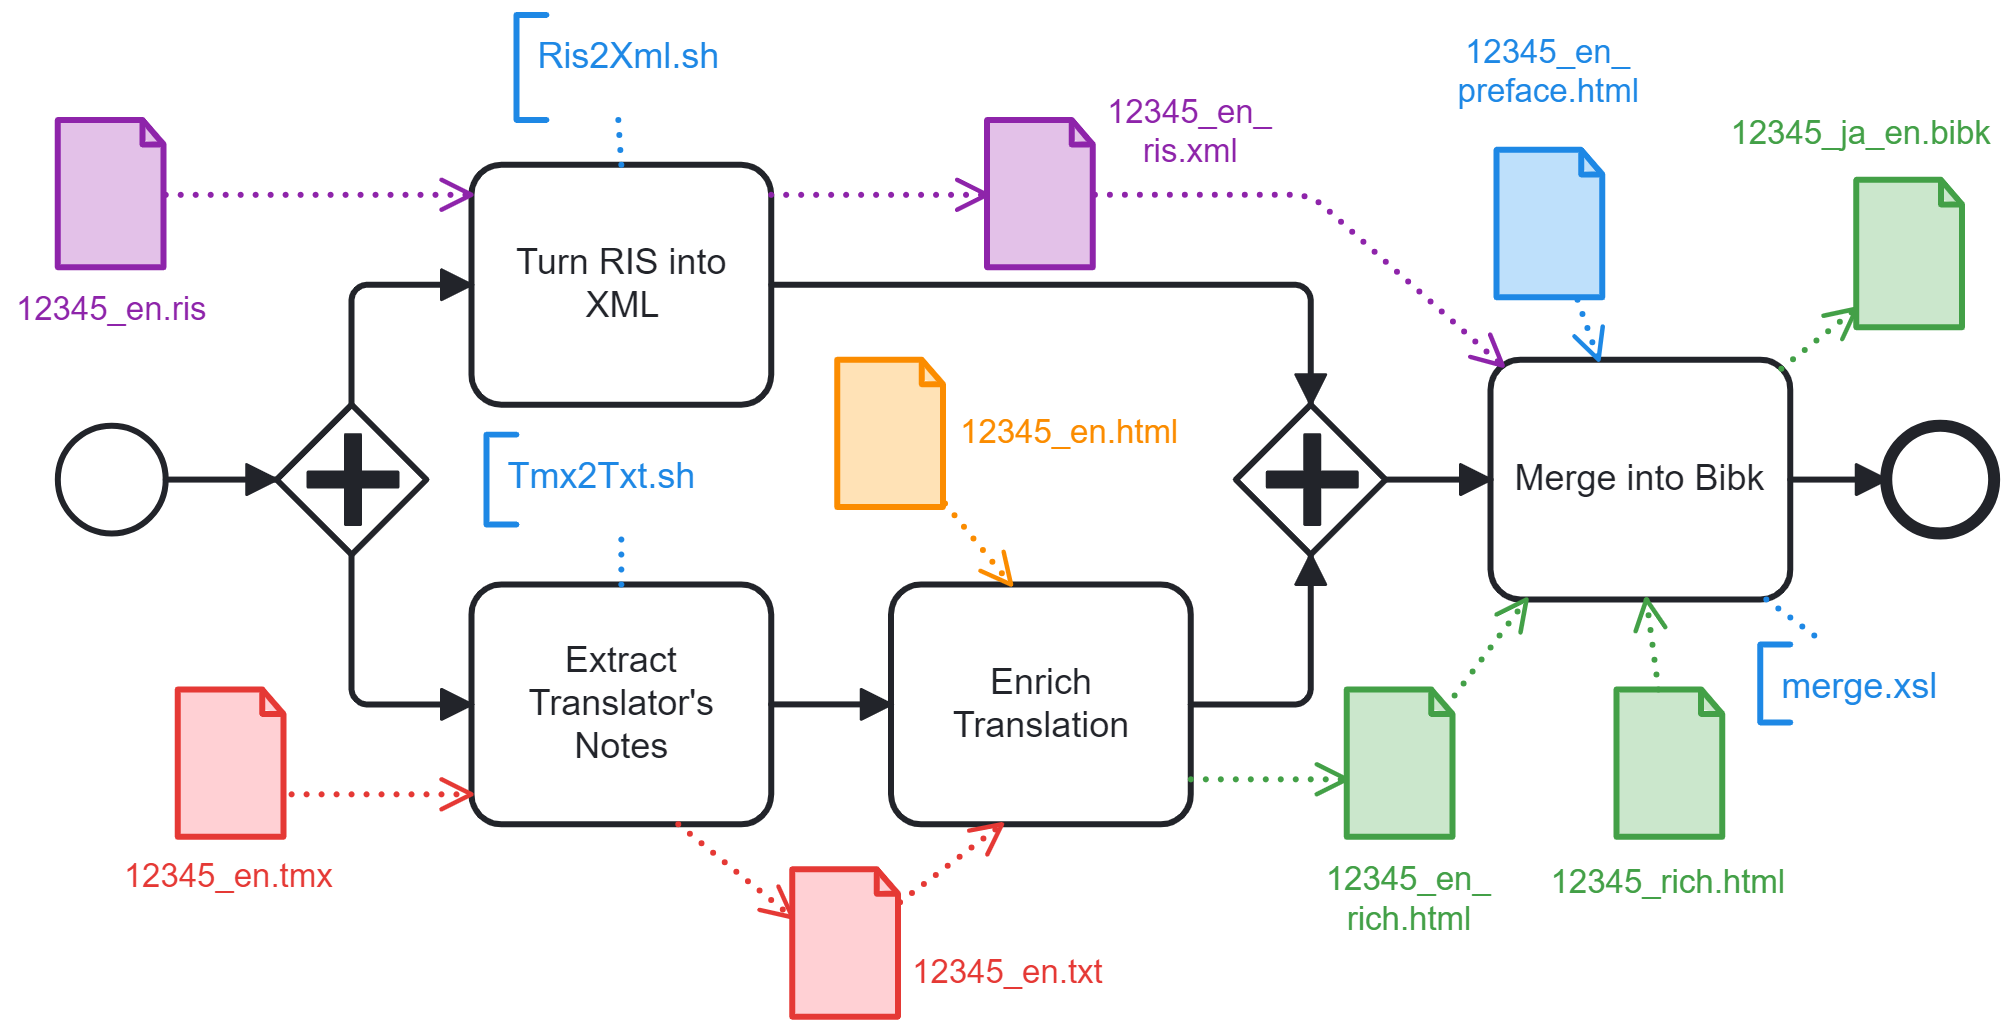 Ris2Xml.sh
12345_en_
preface.html
12345_en_
ris.xml
12345_ja_en.bibk
Turn RIS into
XML
12345_en.ris
12345_en.html
Tmx2Txt.sh
Merge into Bibk
Extract
Translator's
Notes
Enrich
Translation
merge.xsl
12345_en.tmx
12345_en_
rich.html
12345_rich.html
12345_en.txt